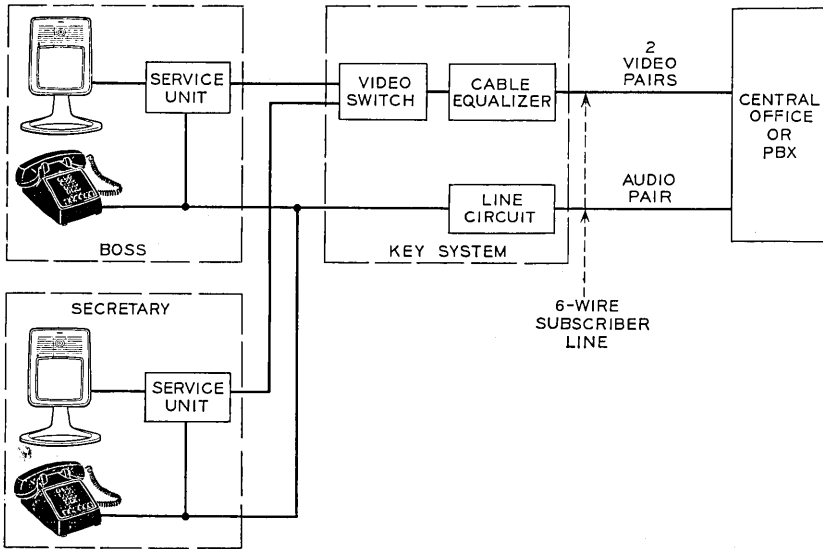 SERVICE
UNIT
BOSS
VIDEO
SWITCH
CABLE
EQUALIZER
LINE
CIRCUIT
KEY SYSTEM
2
VIDEO
PAIRS
AUDIO
PAIR
CENTRAL
OFFICE
OR
PBX
6-WIRE
SUBSCRIBER
LINE
SECRETARY
SERVICE
UNIT